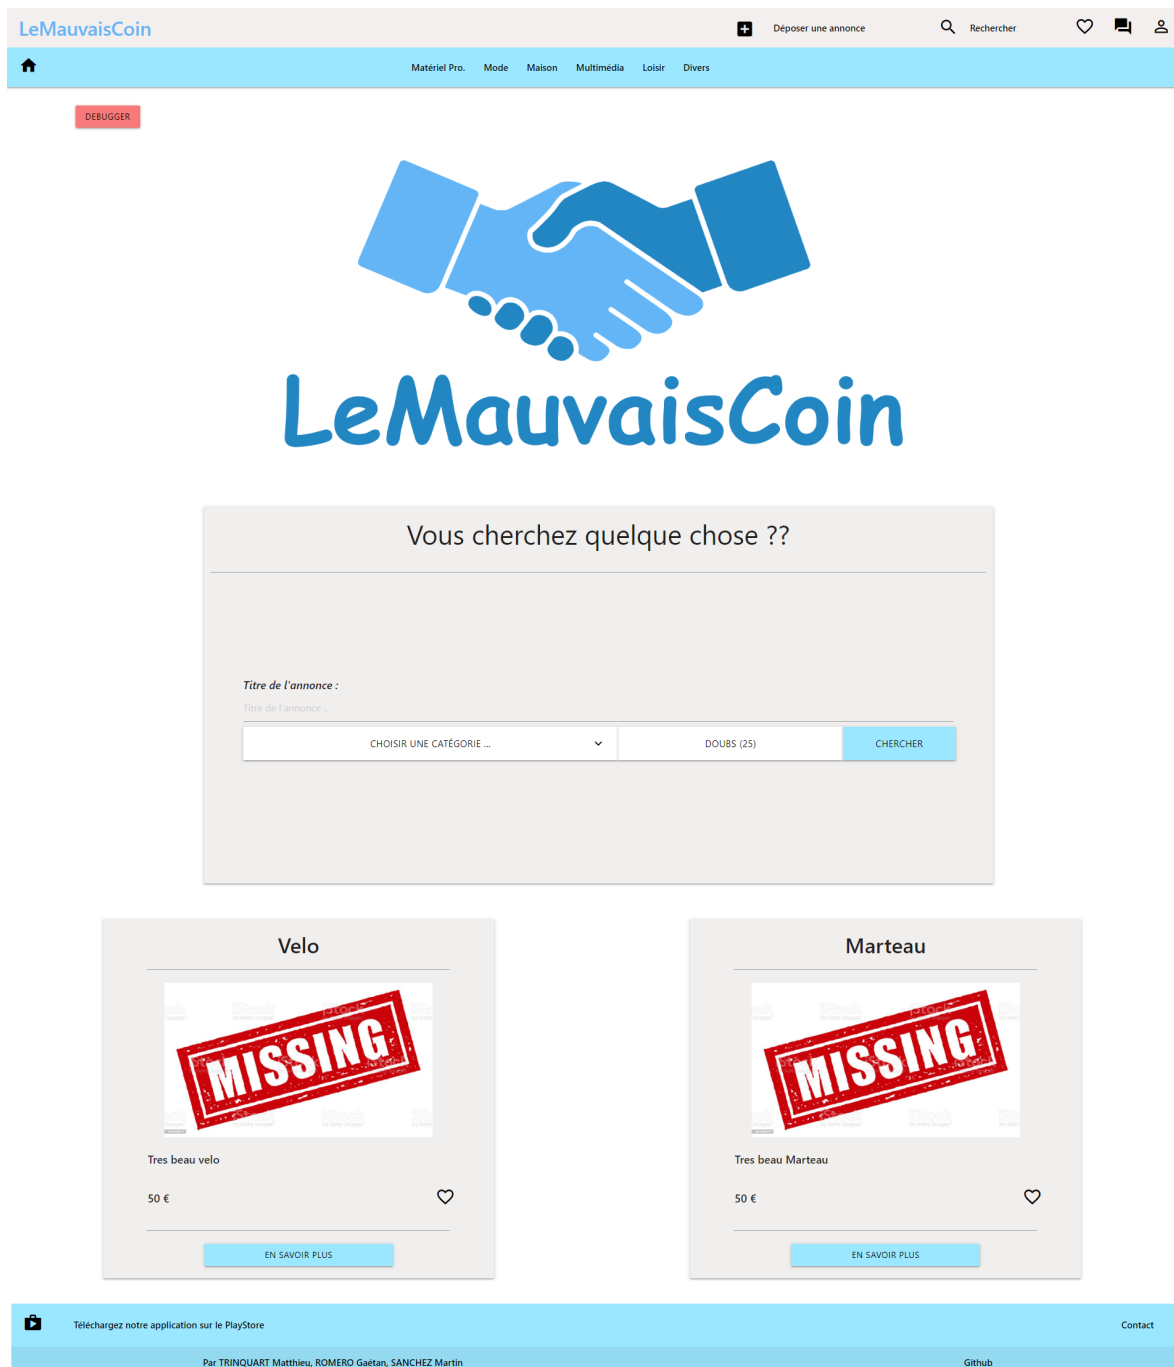 LeMauvaisCoin
Déposer une annonce
Rechercher
Matériel Pro. Mode Maison Multimédia Loisir Divers
DEBUGGER
LeMauvaisCoin
Vous cherchez quelque chose ??
Titre de l'annonce :
Titre de l'annonce ..
CHOISIR UNE CATÉGORIE ... DOUBS (25) CHERCHER
Velo
MISSING
Tres beau velo
50 €
EN SAVOIR PLUS
Marteau
MISSING
Tres beau Marteau
50 €
EN SAVOIR PLUS
Téléchargez notre application sur le PlayStore
Contact
Par TRINQUART Matthieu, ROMERO Gaétan, SANCHEZ Martin
Github